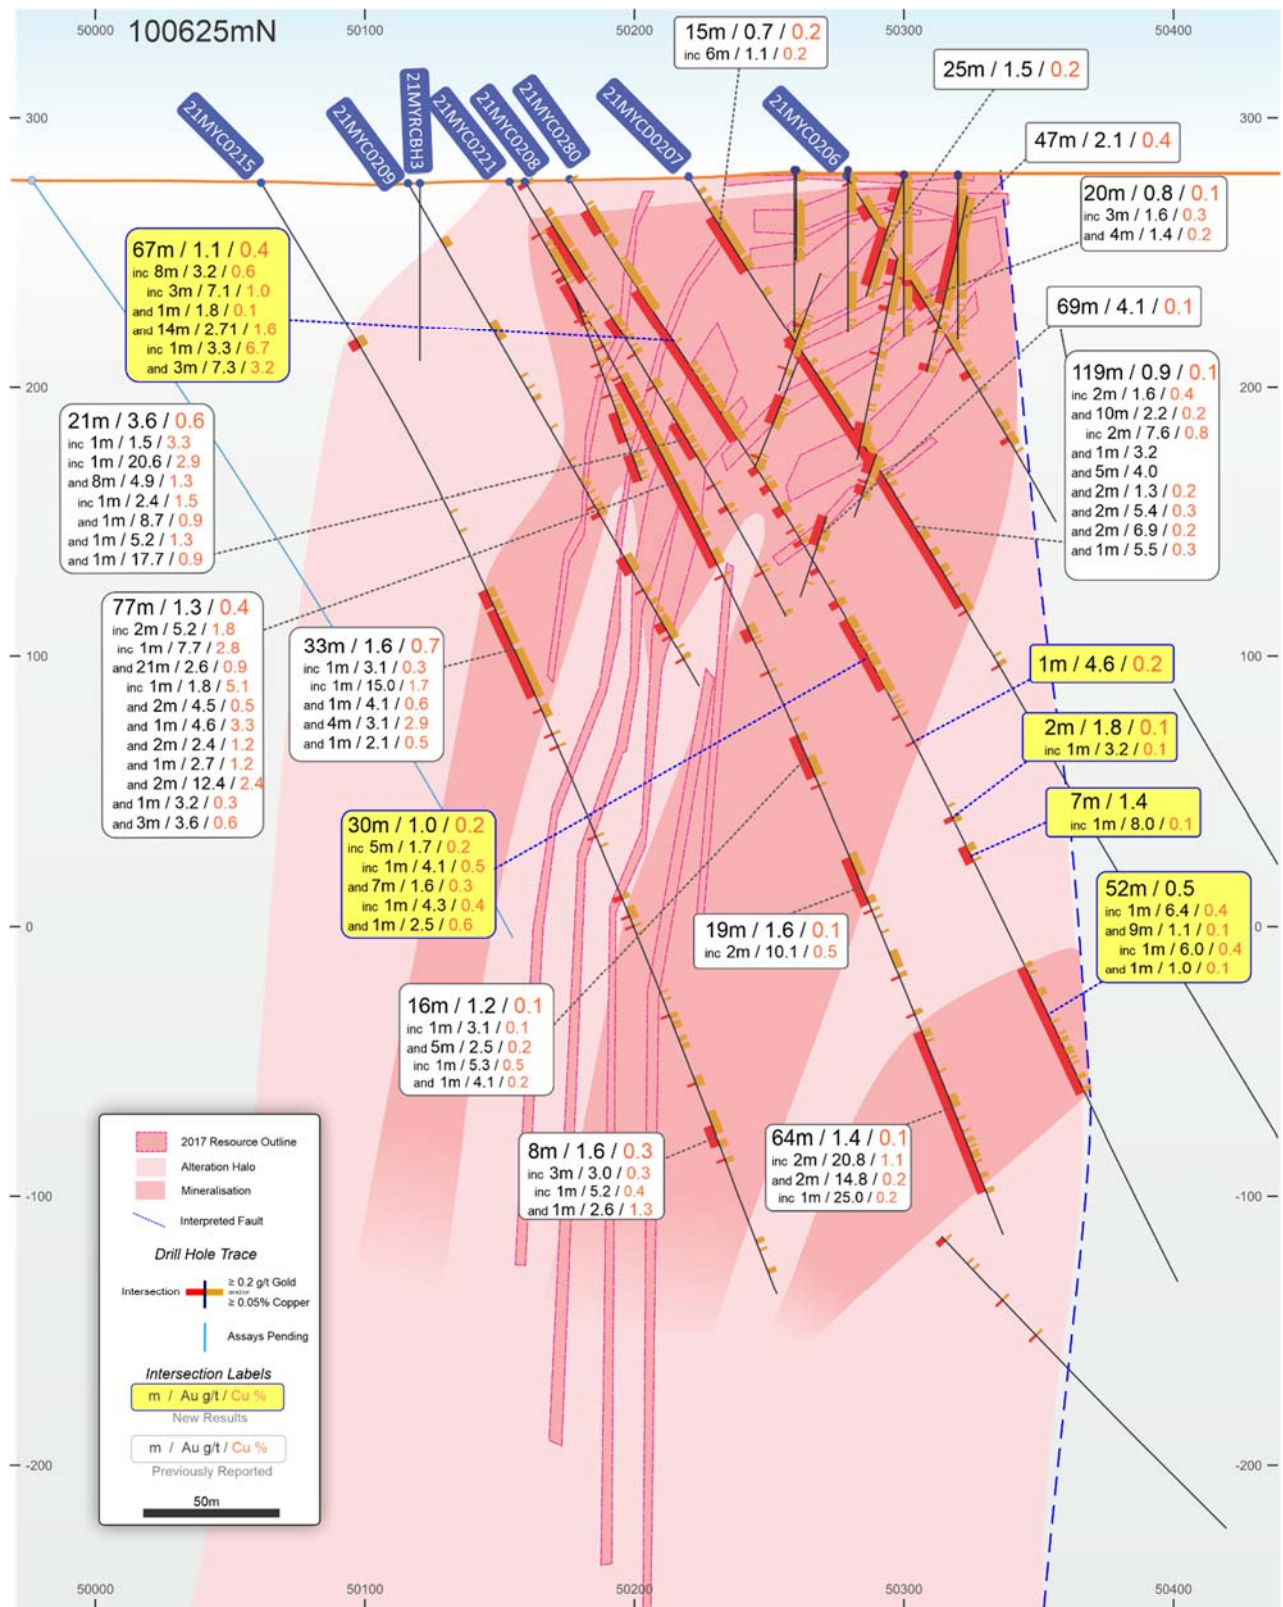 50000
100625mN
50100
50200
50300
50400
15m / 0.7 / 0.2
inc 6m / 1.1 / 0.2
25m / 1.5 / 0.2
47m / 2.1 / 0.4
20m / 0.8 / 0.1
inc 3m / 1.6 / 0.3
and 4m / 1.4 / 0.2
69m / 4.1 / 0.1
119m / 0.9 / 0.1
inc 2m / 1.6 / 0.4
and 10m / 2.2 / 0.2
inc 2m / 7.6 / 0.8
and 1m / 3.2
and 5m / 4.0
and 2m / 1.3 / 0.2
and 2m / 5.4 / 0.3
and 2m / 6.9 / 0.2
and 1m / 5.5 / 0.3
21MYC0215
21MYC0209
21MYRCBH3
21MYC0221
21MYC0208
21MYC0280
21MYCD0207
21MYC0206
300
300
200
200
100
100
0
0
-100
-100
-200
-200
67m / 1.1 / 0.4
inc 8m / 3.2 / 0.6
inc 3m / 7.1 / 1.0
and 1m / 1.8 / 0.1
and 14m / 2.71 / 1.6
inc 1m / 3.3 / 6.7
and 3m / 7.3 / 3.2
21m / 3.6 / 0.6
inc 1m / 1.5 / 3.3
inc 1m / 20.6 / 2.9
and 8m / 4.9 / 1.3
inc 1m / 2.4 / 1.5
and 1m / 8.7 / 0.9
and 1m / 5.2 / 1.3
and 1m / 17.7 / 0.9
77m / 1.3 / 0.4
inc 2m / 5.2 / 1.8
inc 1m / 7.7 / 2.8
and 21m / 2.6 / 0.9
inc 1m / 1.8 / 5.1
and 2m / 4.5 / 0.5
and 1m / 4.6 / 3.3
and 2m / 2.4 / 1.2
and 1m / 2.7 / 1.2
and 2m / 12.4 / 2.4
and 1m / 3.2 / 0.3
and 3m / 3.6 / 0.6
33m / 1.6 / 0.7
inc 1m / 3.1 / 0.3
inc 1m / 15.0 / 1.7
and 1m / 4.1 / 0.6
and 4m / 3.1 / 2.9
and 1m / 2.1 / 0.5
30m / 1.0 / 0.2
inc 5m / 1.7 / 0.2
inc 1m / 4.1 / 0.5
and 7m / 1.6 / 0.3
inc 1m / 4.3 / 0.4
and 1m / 2.5 / 0.6
1m / 4.6 / 0.2
2m / 1.8 / 0.1
inc 1m / 3.2 / 0.1
7m / 1.4
inc 1m / 8.0 / 0.1
52m / 0.5
inc 1m / 6.4 / 0.4
and 9m / 1.1 / 0.1
inc 1m / 6.0 / 0.4
and 1m / 1.0 / 0.1
19m / 1.6 / 0.1
inc 2m / 10.1 / 0.5
16m / 1.2 / 0.1
inc 1m / 3.1 / 0.1
and 5m / 2.5 / 0.2
inc 1m / 5.3 / 0.5
and 1m / 4.1 / 0.2
8m / 1.6 / 0.3
inc 3m / 3.0 / 0.3
inc 1m / 5.2 / 0.4
and 1m / 2.6 / 1.3
64m / 1.4 / 0.1
inc 2m / 20.8 / 1.1
and 2m / 14.8 / 0.2
inc 1m / 25.0 / 0.2
2017 Resource Outline
Alteration Halo
Mineralisation
Interpreted Fault
Drill Hole Trace
Intersection
≥ 0.2 g/t Gold
≥ 0.05% Copper
Assays Pending
Intersection Labels
m / Au g/t / Cu %
New Results
m / Au g/t / Cu %
Previously Reported
50m
50000
50100
50200
50300
50400